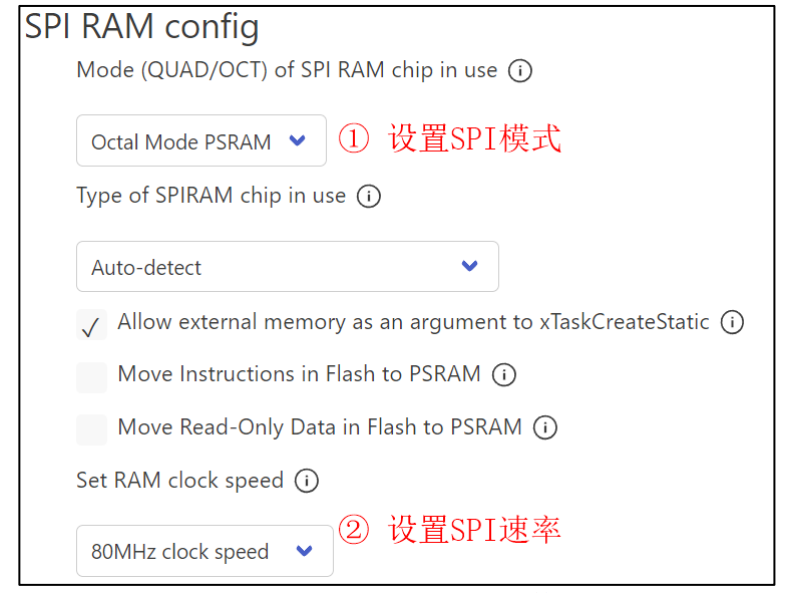 SPI RAM config
Mode (QUAD/OCT) of SPI RAM chip in use
Octal Mode PSRAM ① 设置SPI模式
Type of SPIRAM chip in use
Auto-detect
Allow external memory as an argument to xTaskCreateStatic
Move Instructions in Flash to PSRAM
Move Read-Only Data in Flash to PSRAM
Set RAM clock speed
80MHz clock speed ② 设置SPI速率